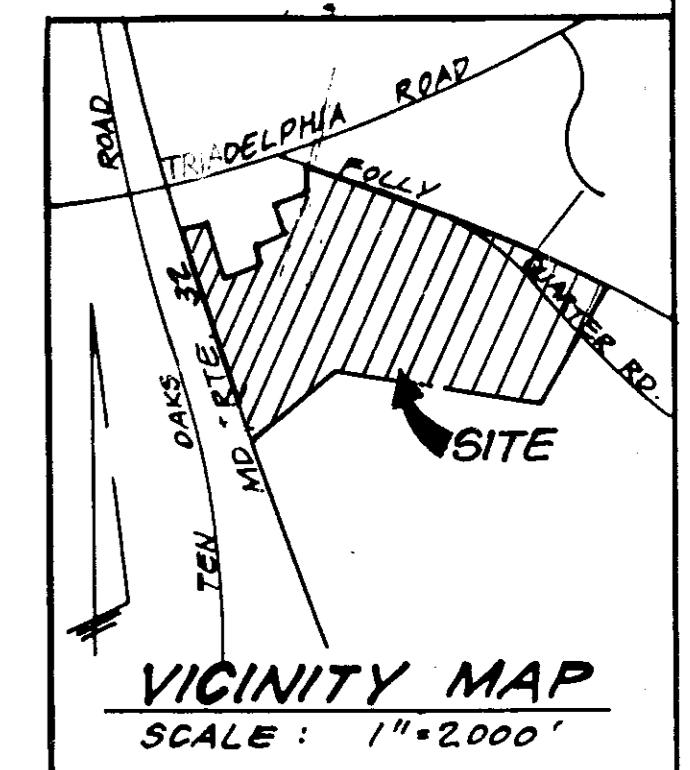 TRIADELPHIA ROAD
ROAD
FOLLY
QUARTER RD.
MD. RTE. 32
TEN OAKS
SITE
VICINITY MAP
SCALE : 1"=2000'